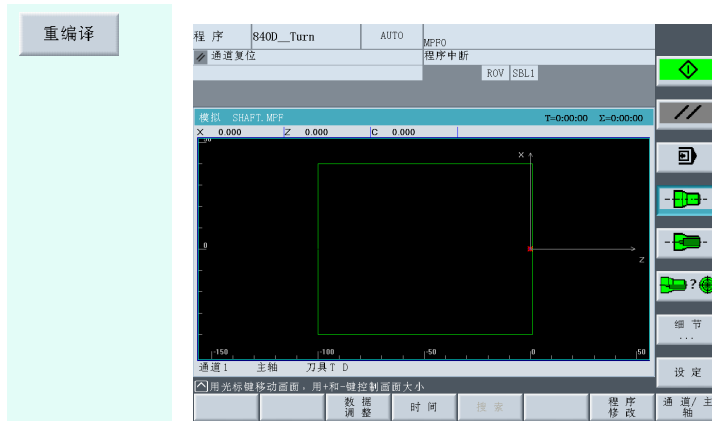 重编译
程 序 840D__Turn AUTO MPF0
通道复位 程序中断
ROV SBL1
模拟 SHAFT.MPF T=0:00:00 Σ=0:00:00
X 0.000 Z 0.000 C 0.000
50
X
0
Z
-150 -100 -50 0 50
通道1 主轴 刀具 T D
用光标键移动画面，用+和-键控制画面大小
?
细 节
...
设 定
数 据
调 整
时 间
搜 索
程 序
修 改
通 道/ 主
轴